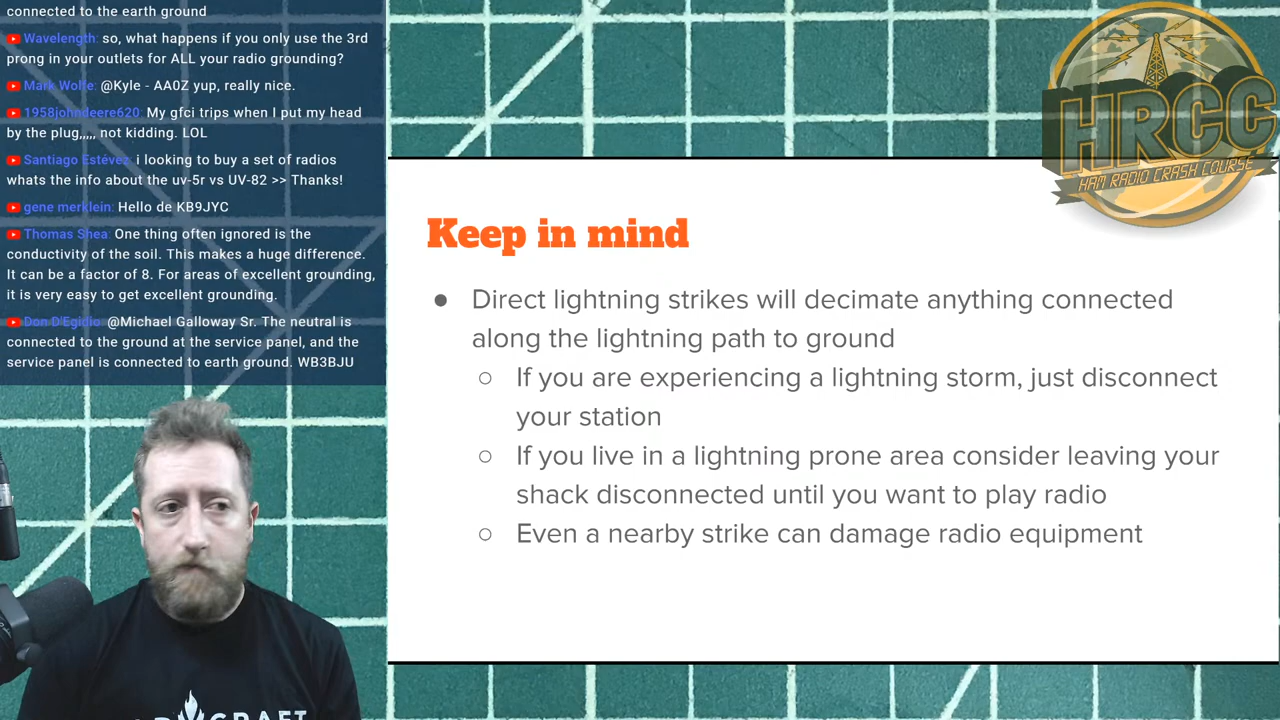 connected to the earth ground
Wavelength: so, what happens if you only use the 3rd
prong in your outlets for ALL your radio grounding?
Mark Wolfe: @Kyle - AA0Z yup, really nice.
1958johndeere620: My gfci trips when I put my head
by the plug,,,,, not kidding. LOL
Santiago Estévez: i looking to buy a set of radios
whats the info about the uv-5r vs UV-82 >> Thanks!
gene merklein: Hello de KB9JYC
Thomas Shea: One thing often ignored is the
conductivity of the soil. This makes a huge difference.
It can be a factor of 8. For areas of excellent grounding,
it is very easy to get excellent grounding.
Don D'Egidio: @Michael Galloway Sr. The neutral is
connected to the ground at the service panel, and the
service panel is connected to earth ground. WB3BJU
HRCC
HAM RADIO CRASH COURSE
Keep in mind
● Direct lightning strikes will decimate anything connected
along the lightning path to ground
○ If you are experiencing a lightning storm, just disconnect
your station
○ If you live in a lightning prone area consider leaving your
shack disconnected until you want to play radio
○ Even a nearby strike can damage radio equipment